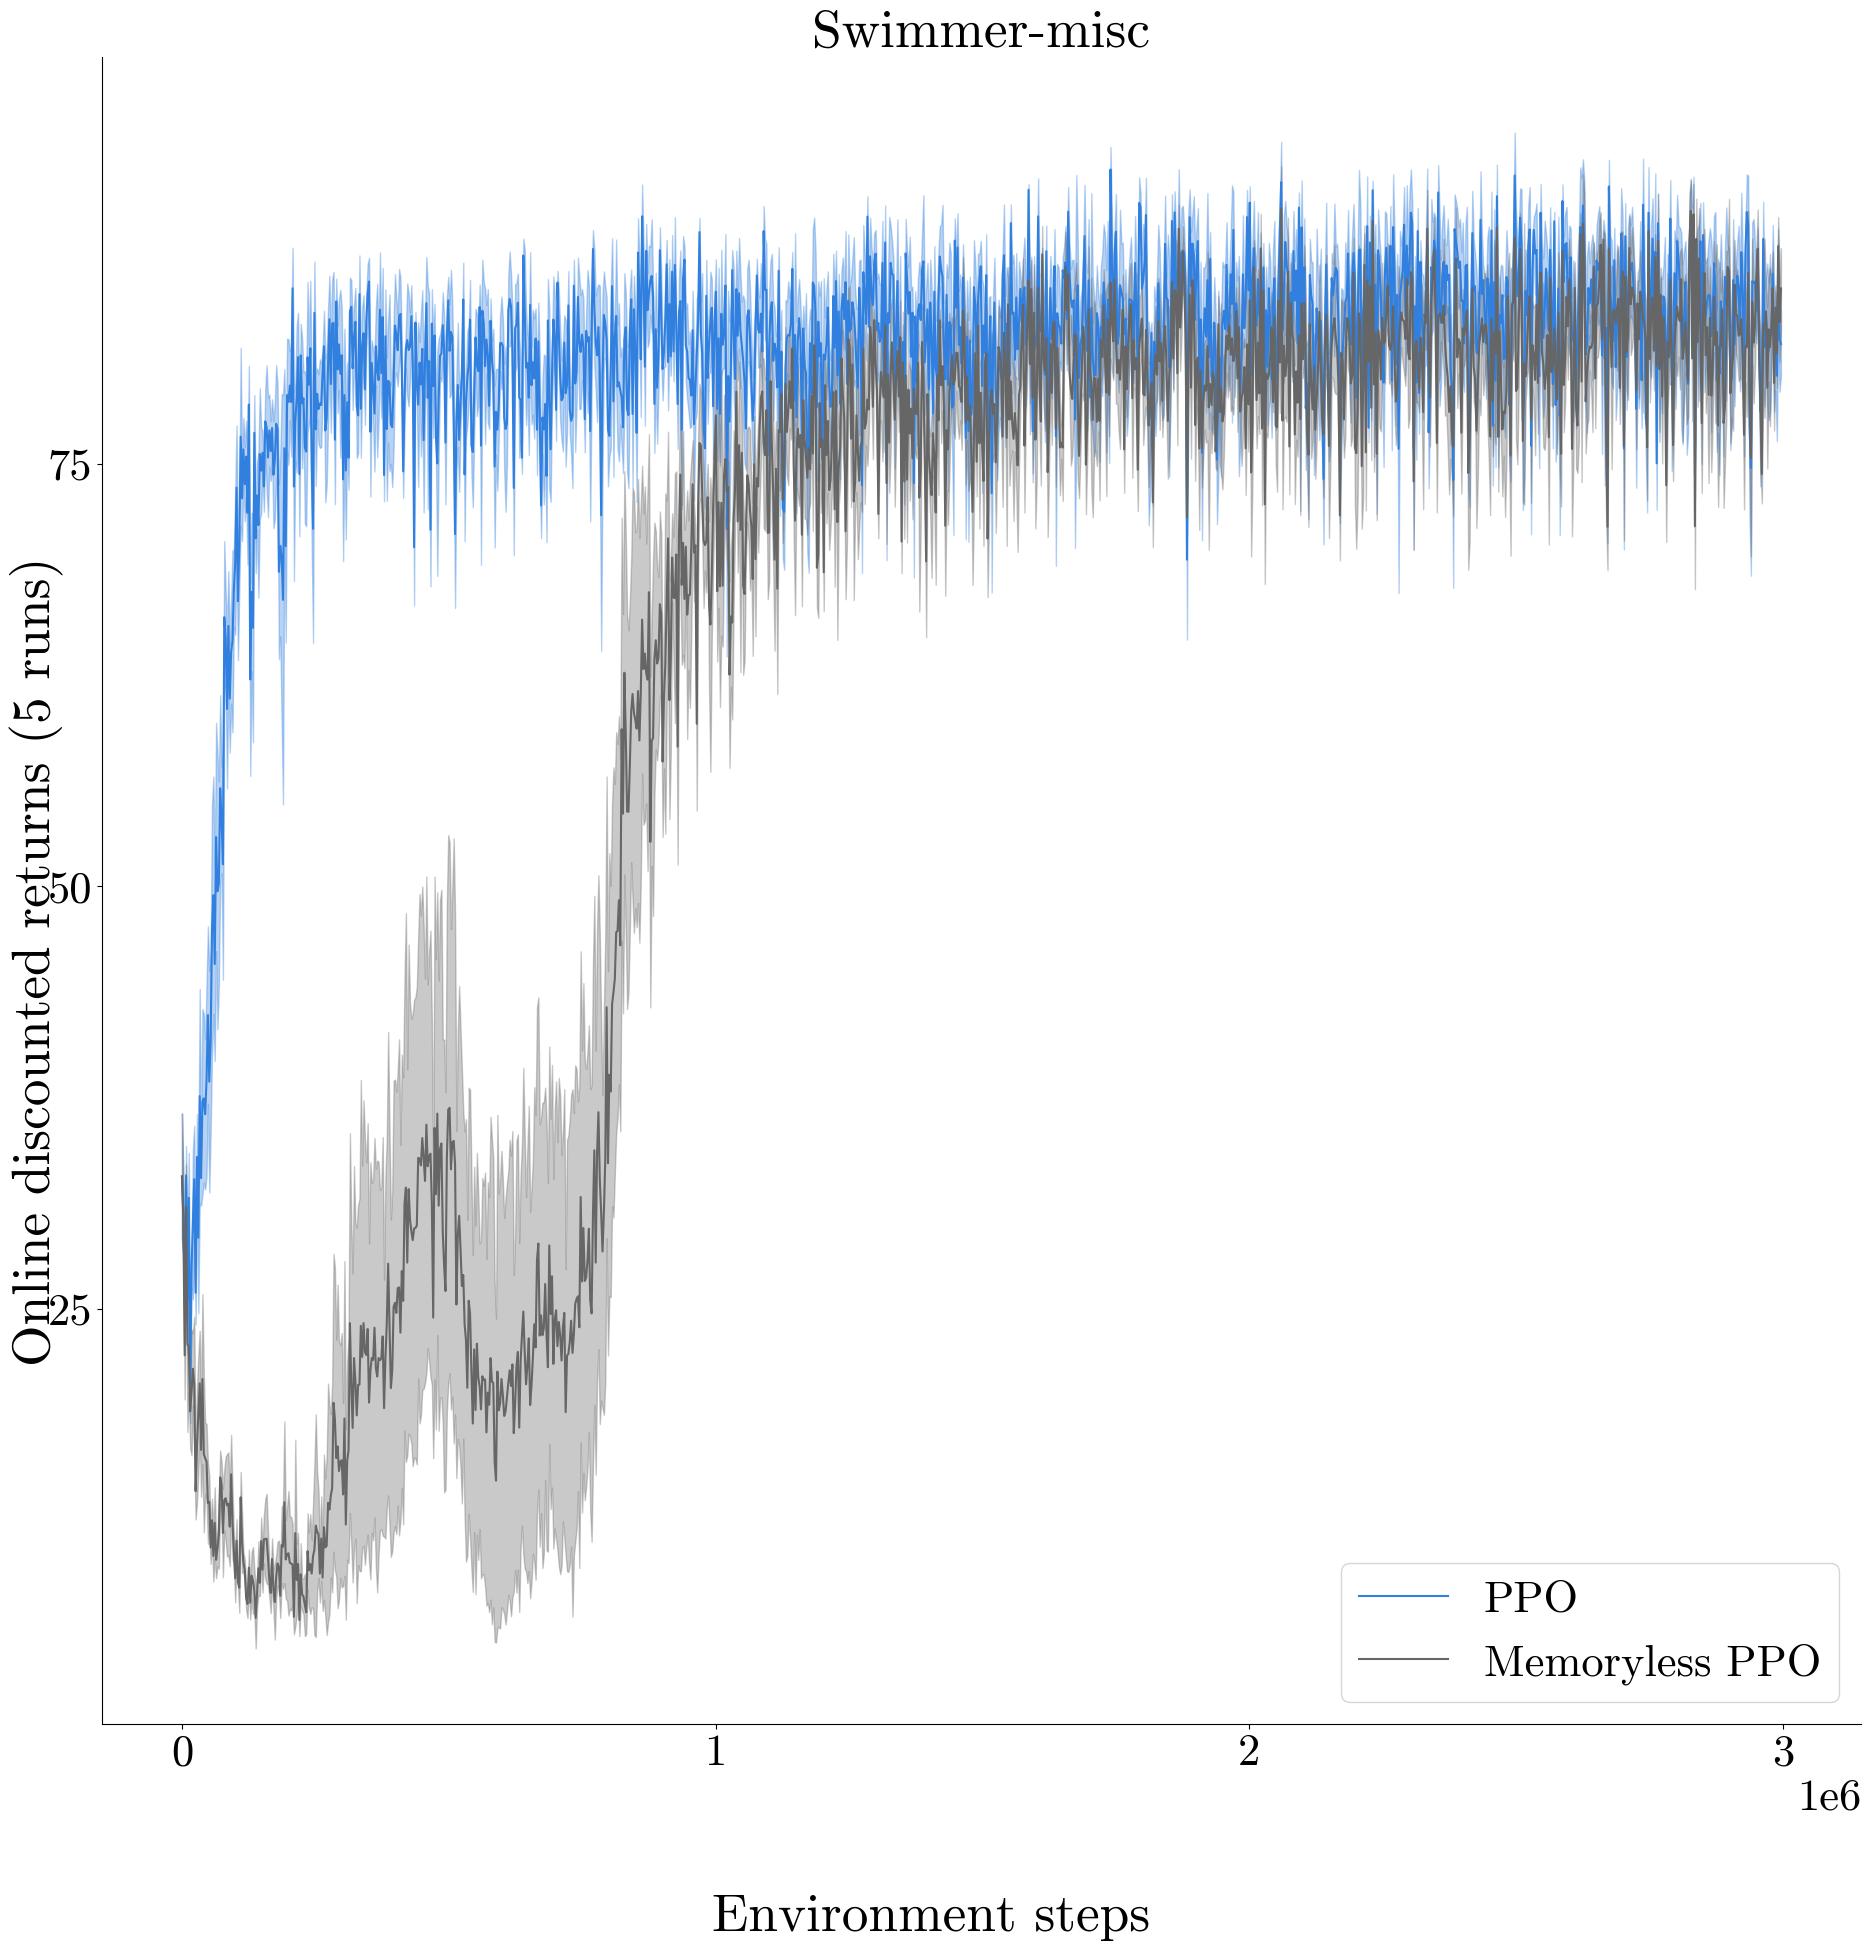 Swimmer-misc
Online discounted returns (5 runs)
75
50
25
PPO
Memoryless PPO
0
1
2
3
1e6
Environment steps